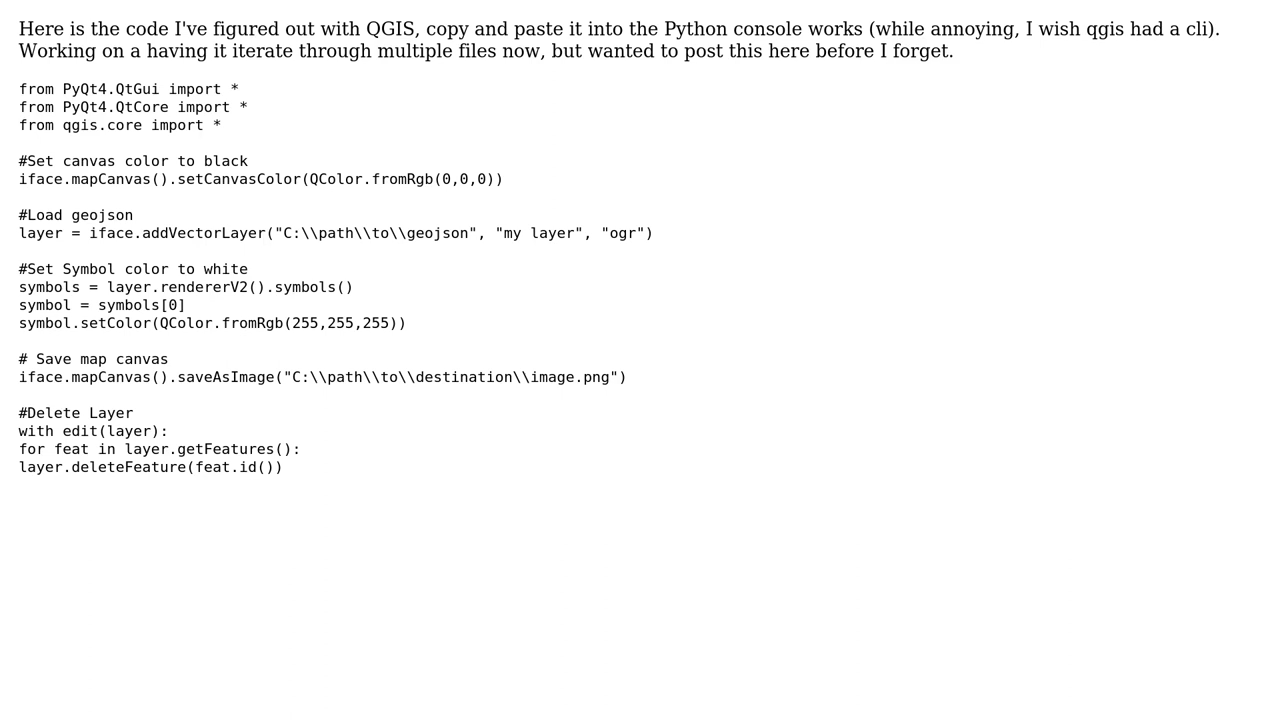 Here is the code I've figured out with QGIS, copy and paste it into the Python console works (while annoying, I wish qgis had a cli).
Working on a having it iterate through multiple files now, but wanted to post this here before I forget.
from PyQt4.QtGui import *
from PyQt4.QtCore import *
from qgis.core import *
#Set canvas color to black
iface.mapCanvas().setCanvasColor(QColor.fromRgb(0,0,0))
#Load geojson
layer = iface.addVectorLayer("C:\\path\\to\\geojson", "my layer", "ogr")
#Set Symbol color to white
symbols = layer.rendererV2().symbols()
symbol = symbols[0]
symbol.setColor(QColor.fromRgb(255,255,255))
# Save map canvas
iface.mapCanvas().saveAsImage("C:\\path\\to\\destination\\image.png")
#Delete Layer
with edit(layer):
for feat in layer.getFeatures():
layer.deleteFeature(feat.id())